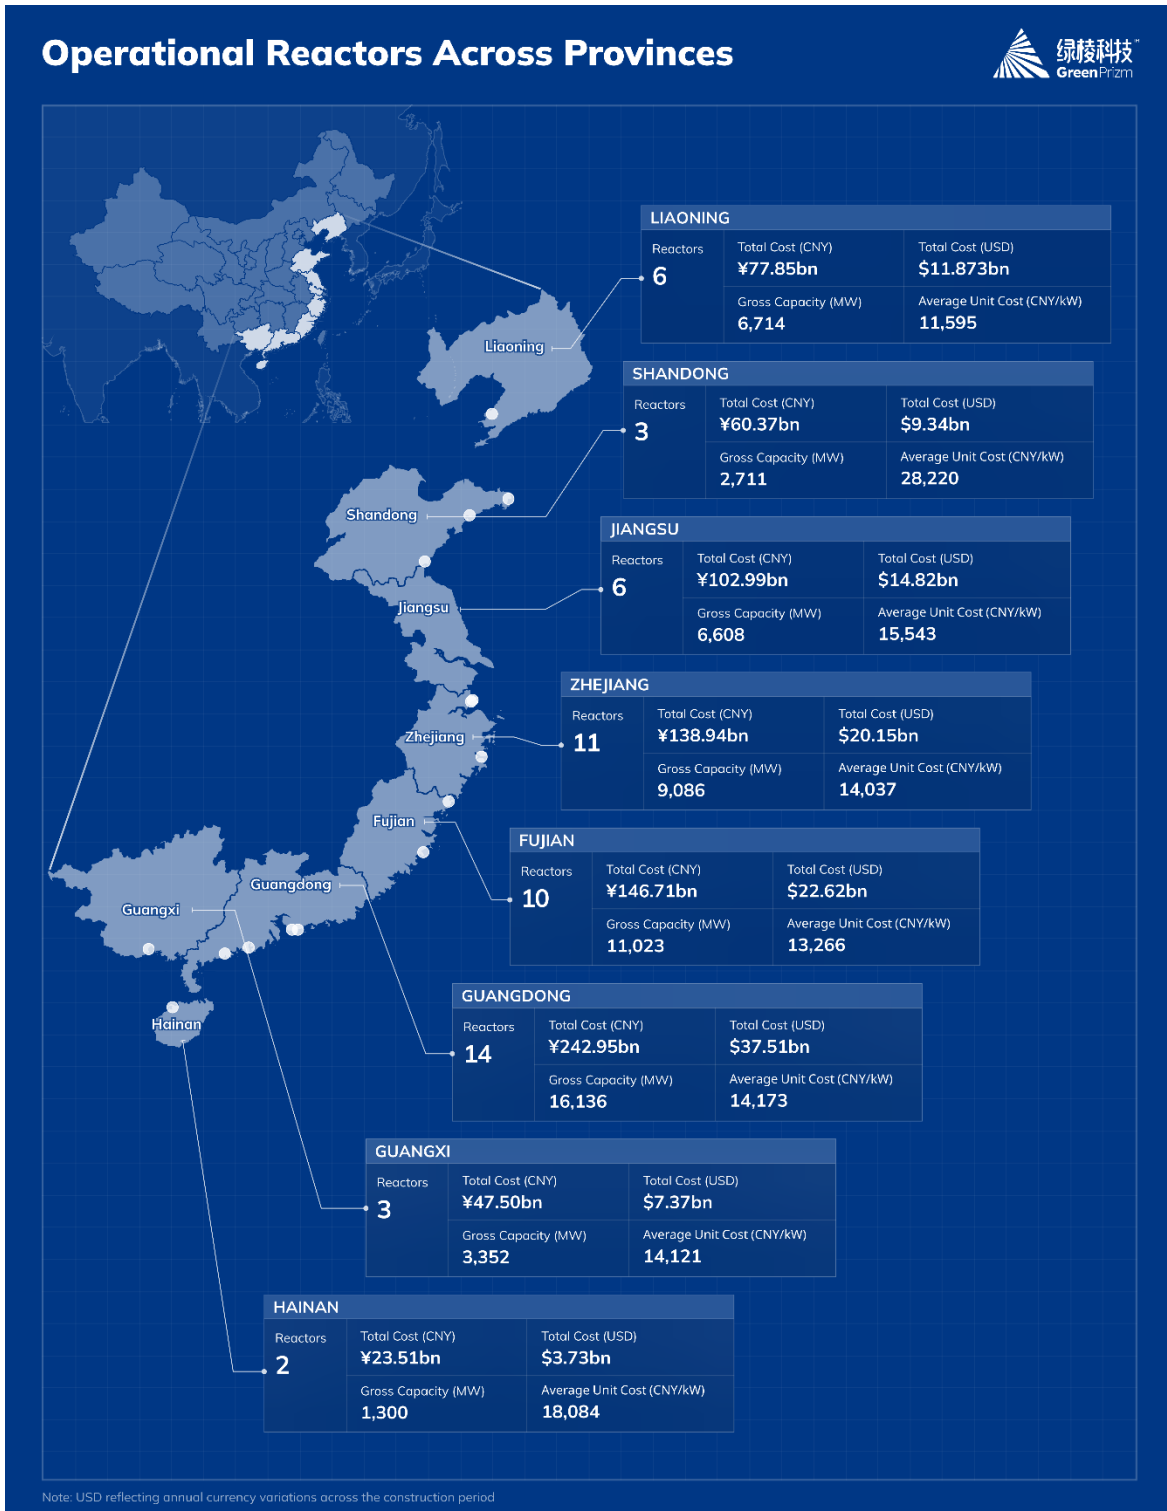 Operational Reactors Across Provinces
绿棱科技™
GreenPrizm
LIAONING
Reactors
6
Total Cost (CNY)
¥77.85bn
Total Cost (USD)
$11.873bn
Gross Capacity (MW)
6,714
Average Unit Cost (CNY/kW)
11,595
Liaoning
SHANDONG
Reactors
3
Total Cost (CNY)
¥60.37bn
Total Cost (USD)
$9.34bn
Gross Capacity (MW)
2,711
Average Unit Cost (CNY/kW)
28,220
Shandong
JIANGSU
Reactors
6
Total Cost (CNY)
¥102.99bn
Total Cost (USD)
$14.82bn
Gross Capacity (MW)
6,608
Average Unit Cost (CNY/kW)
15,543
Jiangsu
ZHEJIANG
Reactors
11
Total Cost (CNY)
¥138.94bn
Total Cost (USD)
$20.15bn
Gross Capacity (MW)
9,086
Average Unit Cost (CNY/kW)
14,037
Zhejiang
FUJIAN
Reactors
10
Total Cost (CNY)
¥146.71bn
Total Cost (USD)
$22.62bn
Gross Capacity (MW)
11,023
Average Unit Cost (CNY/kW)
13,266
Fujian
Guangdong
Guangxi
GUANGDONG
Reactors
14
Total Cost (CNY)
¥242.95bn
Total Cost (USD)
$37.51bn
Gross Capacity (MW)
16,136
Average Unit Cost (CNY/kW)
14,173
Hainan
GUANGXI
Reactors
3
Total Cost (CNY)
¥47.50bn
Total Cost (USD)
$7.37bn
Gross Capacity (MW)
3,352
Average Unit Cost (CNY/kW)
14,121
HAINAN
Reactors
2
Total Cost (CNY)
¥23.51bn
Total Cost (USD)
$3.73bn
Gross Capacity (MW)
1,300
Average Unit Cost (CNY/kW)
18,084
Note: USD reflecting annual currency variations across the construction period